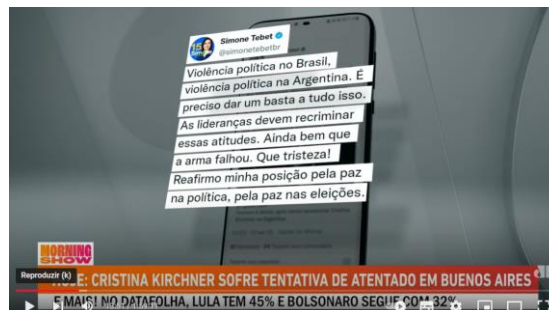 Simone Tebet
@simonetebetbr
Violência política no Brasil,
violência política na Argentina. É
preciso dar um basta a tudo isso.
As lideranças devem recriminar
essas atitudes. Ainda bem que
a arma falhou. Que tristeza!
Reafirmo minha posição pela paz
na política, pela paz nas eleições.
MORNING
SHOW
Reproduzir (k)
HOJE: CRISTINA KIRCHNER SOFRE TENTATIVA DE ATENTADO EM BUENOS AIRES
E MAIS! NO DATAFOLHA, LULA TEM 45% E BOLSONARO SEGUE COM 32%